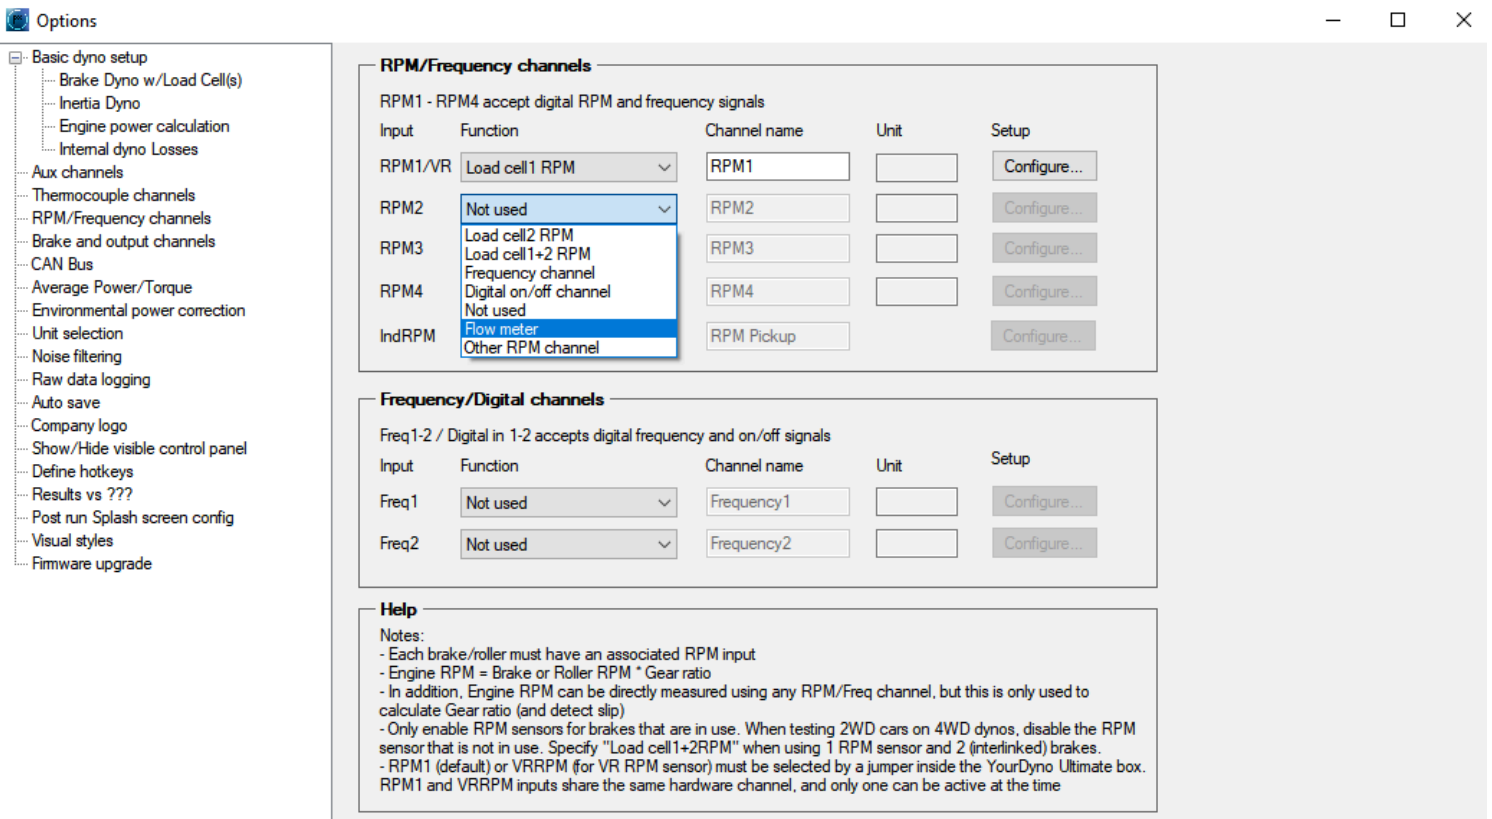 Options
Basic dyno setup
Brake Dyno w/Load Cell(s)
Inertia Dyno
Engine power calculation
Internal dyno Losses
Aux channels
Thermocouple channels
RPM/Frequency channels
Brake and output channels
CAN Bus
Average Power/Torque
Environmental power correction
Unit selection
Noise filtering
Raw data logging
Auto save
Company logo
Show/Hide visible control panel
Define hotkeys
Results vs ???
Post run Splash screen config
Visual styles
Firmware upgrade
RPM/Frequency channels
RPM1 - RPM4 accept digital RPM and frequency signals
Input Function Channel name Unit Setup
RPM1/VR Load cell1 RPM RPM1 Configure...
RPM2 Not used RPM2 Configure...
Load cell2 RPM
Load cell1+2 RPM
Frequency channel
Digital on/off channel
Not used
Flow meter
Other RPM channel
RPM3 RPM3 Configure...
RPM4 RPM4 Configure...
IndRPM RPM Pickup Configure...
Frequency/Digital channels
Freq1-2 / Digital in 1-2 accepts digital frequency and on/off signals
Input Function Channel name Unit Setup
Freq1 Not used Frequency1 Configure...
Freq2 Not used Frequency2 Configure...
Help
Notes:
- Each brake/roller must have an associated RPM input
- Engine RPM = Brake or Roller RPM * Gear ratio
- In addition, Engine RPM can be directly measured using any RPM/Freq channel, but this is only used to
calculate Gear ratio (and detect slip)
- Only enable RPM sensors for brakes that are in use. When testing 2WD cars on 4WD dynos, disable the RPM
sensor that is not in use. Specify "Load cell1+2RPM" when using 1 RPM sensor and 2 (interlinked) brakes.
- RPM1 (default) or VRRPM (for VR RPM sensor) must be selected by a jumper inside the YourDyno Ultimate box.
RPM1 and VRRPM inputs share the same hardware channel, and only one can be active at the time